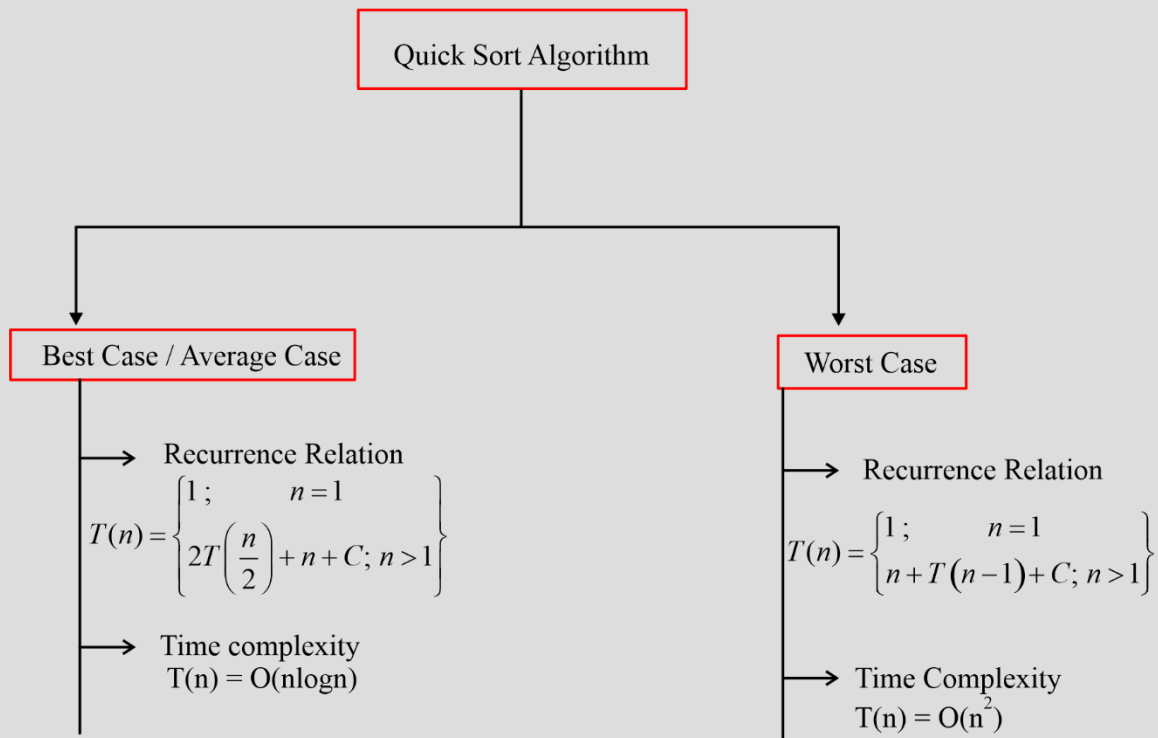 Quick Sort Algorithm
Best Case / Average Case
Recurrence Relation
T(n) = {1 ; n = 1
2T(n/2) + n + C; n > 1}
Time complexity
T(n) = O(nlogn)
Worst Case
Recurrence Relation
T(n) = {1 ; n = 1
n + T(n−1) + C; n > 1}
Time Complexity
T(n) = O(n²)